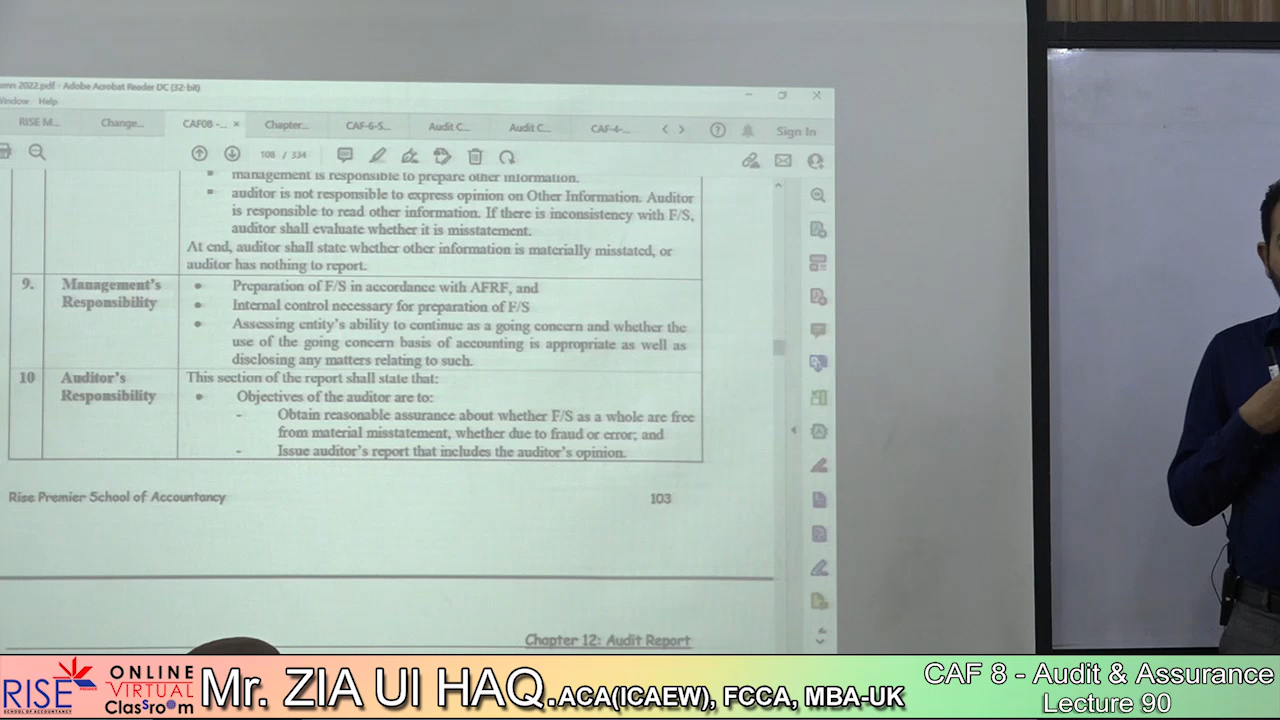 umn 2022.pdf - Adobe Acrobat Reader DC (32-bit)
Window Help
RISE M... Change... CAF08 -... × Chapter... CAF-6-5... Audit C... Audit C... CAF-4-... Sign In
108 / 334
management is responsible to prepare other information.
auditor is not responsible to express opinion on Other Information. Auditor
is responsible to read other information. If there is inconsistency with F/S,
auditor shall evaluate whether it is misstatement.
At end, auditor shall state whether other information is materially misstated, or
auditor has nothing to report.
9. Management's Responsibility
• Preparation of F/S in accordance with AFRF, and
• Internal control necessary for preparation of F/S
• Assessing entity's ability to continue as a going concern and whether the
use of the going concern basis of accounting is appropriate as well as
disclosing any matters relating to such.
10 Auditor's Responsibility
This section of the report shall state that:
• Objectives of the auditor are to:
- Obtain reasonable assurance about whether F/S as a whole are free
from material misstatement, whether due to fraud or error; and
- Issue auditor's report that includes the auditor's opinion.
Rise Premier School of Accountancy 103
Chapter 12: Audit Report
RISE PREMIER
SCHOOL OF ACCOUNTANCY
ONLINE
VIRTUAL
Classroom
Mr. ZIA Ul HAQ. ACA(ICAEW), FCCA, MBA-UK
CAF 8 - Audit & Assurance
Lecture 90